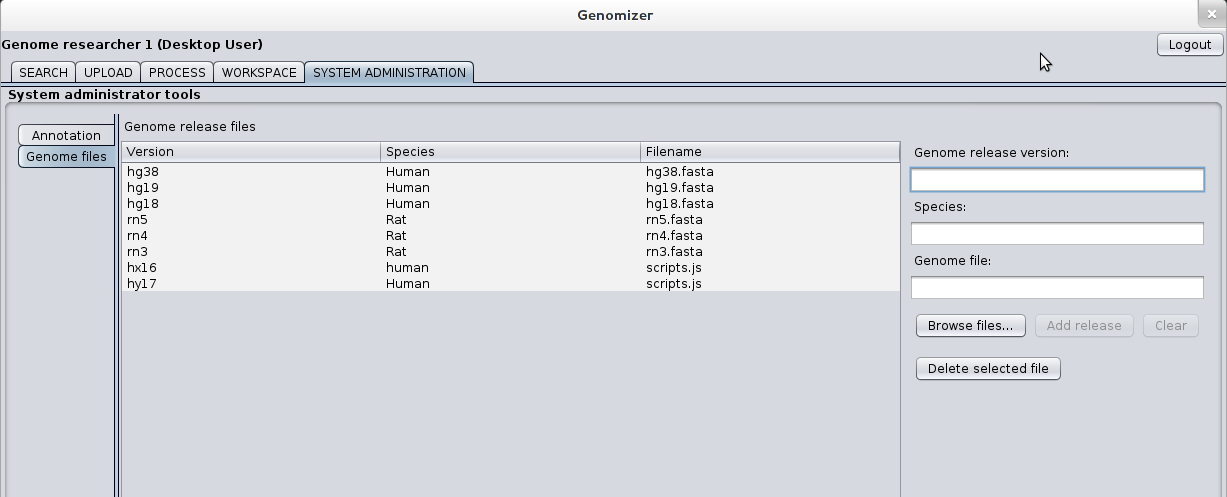 Genomizer
Genome researcher 1 (Desktop User)
Logout
SEARCH UPLOAD PROCESS WORKSPACE SYSTEM ADMINISTRATION
System administrator tools
Annotation
Genome files
Genome release files
Version Species Filename
hg38 Human hg38.fasta
hg19 Human hg19.fasta
hg18 Human hg18.fasta
rn5 Rat rn5.fasta
rn4 Rat rn4.fasta
rn3 Rat rn3.fasta
hx16 human scripts.js
hy17 Human scripts.js
Genome release version:
Species:
Genome file:
Browse files... Add release Clear
Delete selected file